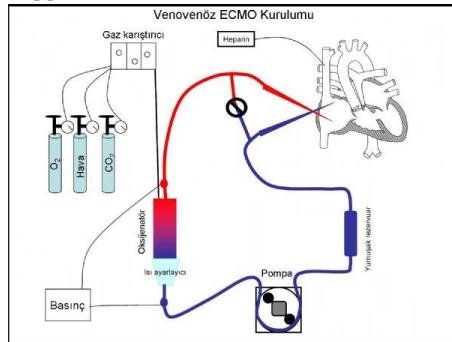 Venovenöz ECMO Kurulumu
Gaz karıştırıcı
Heparin
O2
Hava
CO2
Oksijenatör
Isı ayarlayıcı
Yumuşak rezervuar
Pompa
Basınç